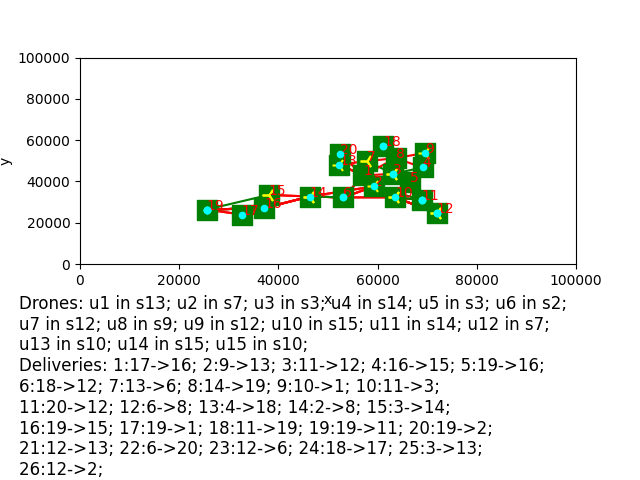 100000
80000
60000
40000
20000
0
0 20000 40000 60000 80000 100000
y
x
Drones: u1 in s13; u2 in s7; u3 in s3; u4 in s14; u5 in s3; u6 in s2;
u7 in s12; u8 in s9; u9 in s12; u10 in s15; u11 in s14; u12 in s7;
u13 in s10; u14 in s15; u15 in s10;
Deliveries: 1:17->16; 2:9->13; 3:11->12; 4:16->15; 5:19->16;
6:18->12; 7:13->6; 8:14->19; 9:10->1; 10:11->3;
11:20->12; 12:6->8; 13:4->18; 14:2->8; 15:3->14;
16:19->15; 17:19->1; 18:11->19; 19:19->11; 20:19->2;
21:12->13; 22:6->20; 23:12->6; 24:18->17; 25:3->13;
26:12->2;